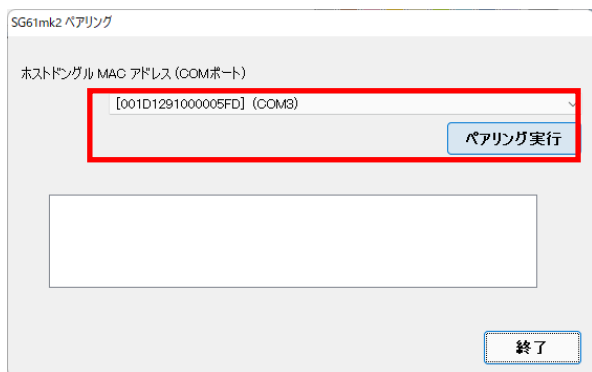 SG61mk2 ペアリング
ホストドングル MAC アドレス（COMポート）
[001D1291000005FD] (COM3)
ペアリング実行
終了